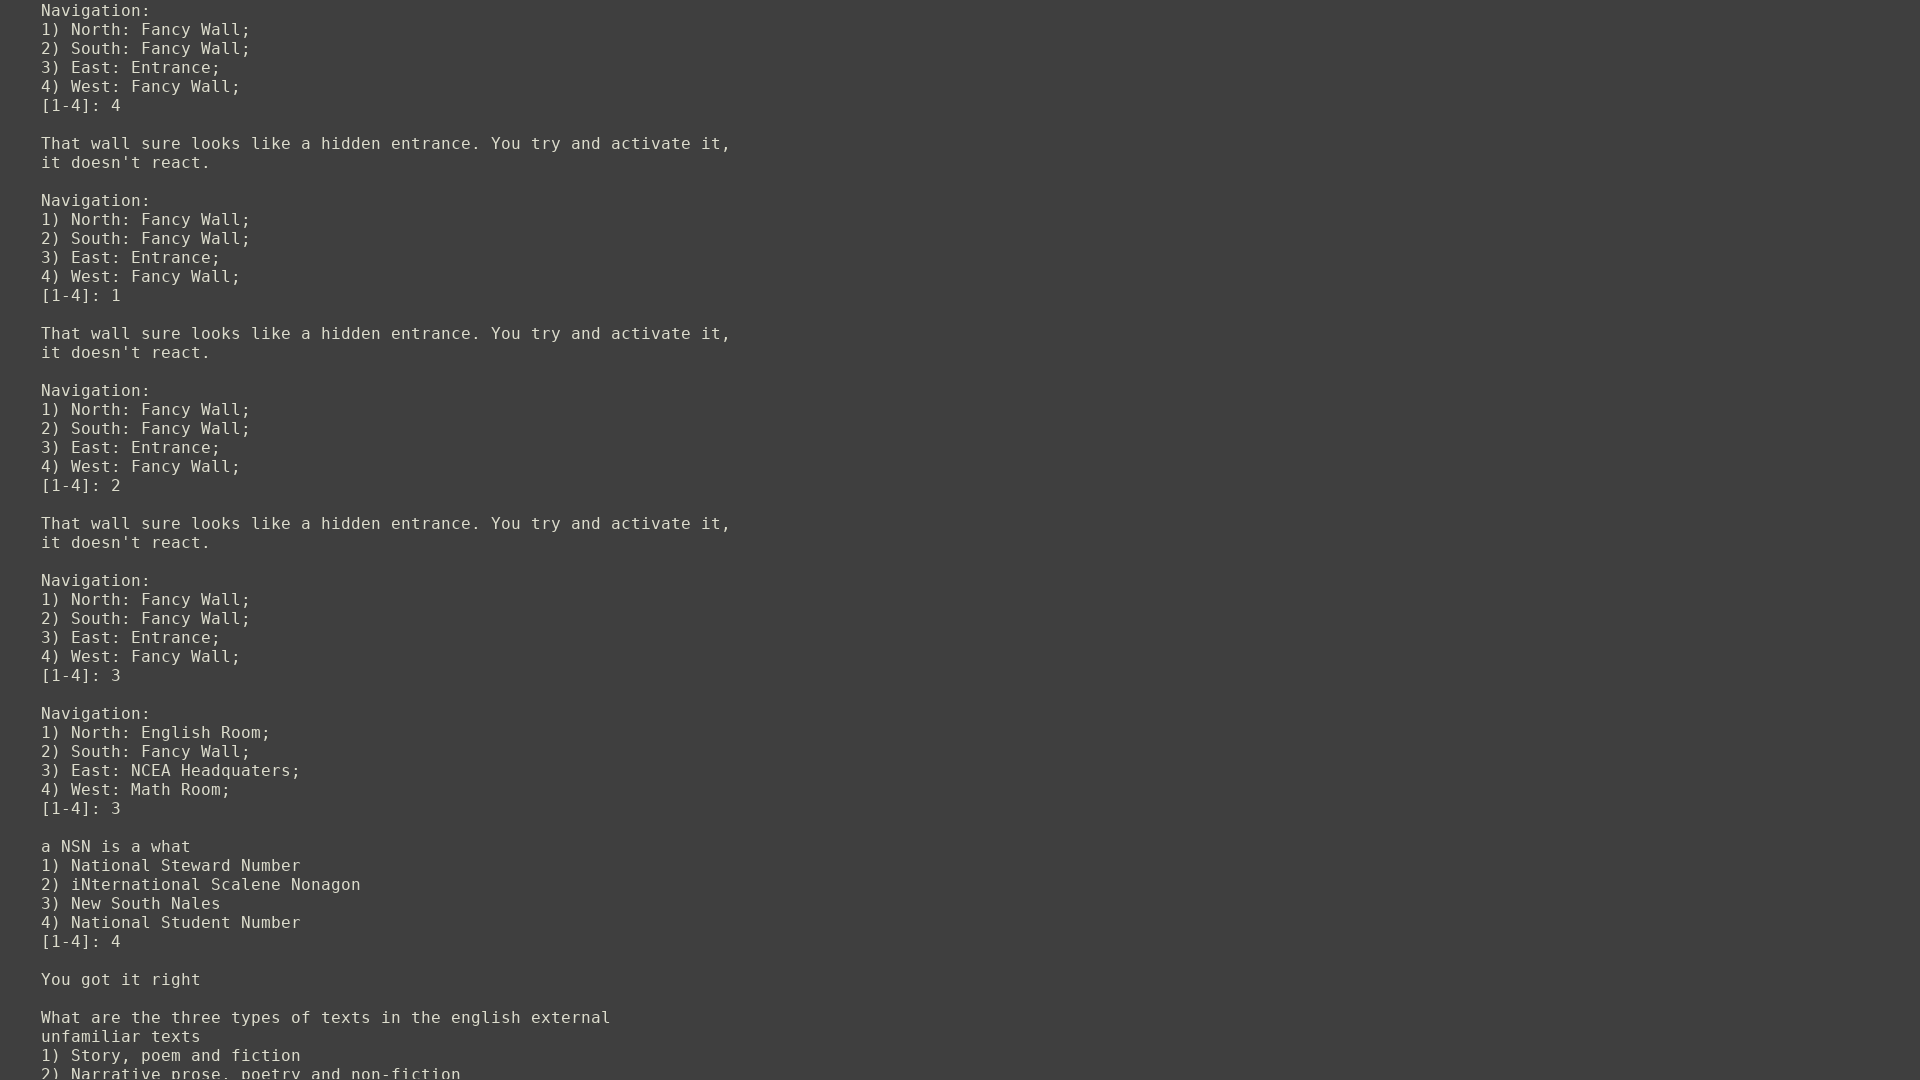 Navigation:
1) North: Fancy Wall;
2) South: Fancy Wall;
3) East: Entrance;
4) West: Fancy Wall;
[1-4]: 4
That wall sure looks like a hidden entrance. You try and activate it,
it doesn't react.
Navigation:
1) North: Fancy Wall;
2) South: Fancy Wall;
3) East: Entrance;
4) West: Fancy Wall;
[1-4]: 1
That wall sure looks like a hidden entrance. You try and activate it,
it doesn't react.
Navigation:
1) North: Fancy Wall;
2) South: Fancy Wall;
3) East: Entrance;
4) West: Fancy Wall;
[1-4]: 2
That wall sure looks like a hidden entrance. You try and activate it,
it doesn't react.
Navigation:
1) North: Fancy Wall;
2) South: Fancy Wall;
3) East: Entrance;
4) West: Fancy Wall;
[1-4]: 3
Navigation:
1) North: English Room;
2) South: Fancy Wall;
3) East: NCEA Headquaters;
4) West: Math Room;
[1-4]: 3
a NSN is a what
1) National Steward Number
2) iNternational Scalene Nonagon
3) New South Nales
4) National Student Number
[1-4]: 4
You got it right
What are the three types of texts in the english external
unfamiliar texts
1) Story, poem and fiction
2) Narrative prose, poetry and non-fiction